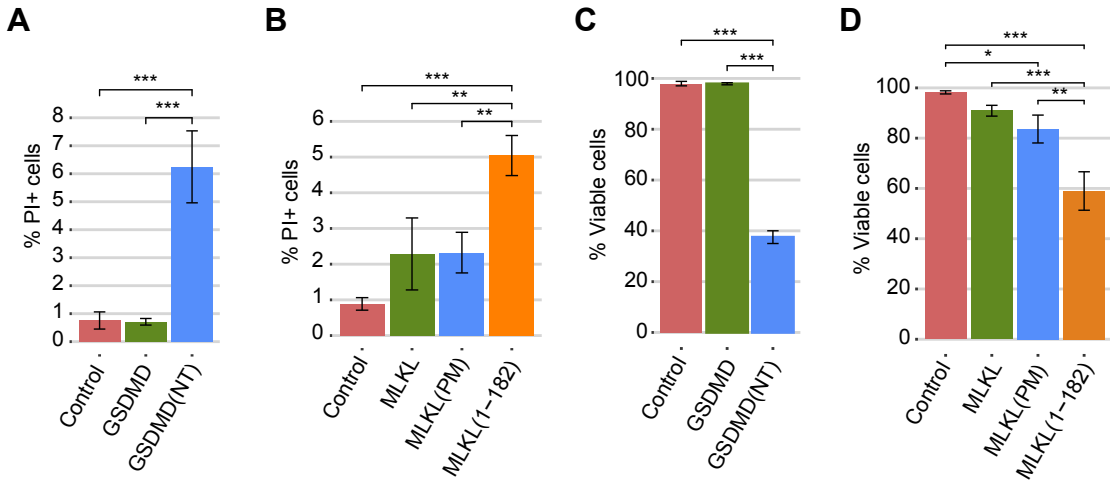 A
***
***
% PI+ cells
8
7
6
5
4
3
2
1
0
Control
GSDMD
GSDMD(NT)
B
***
**
**
% PI+ cells
6
5
4
3
2
1
0
Control
MLKL
MLKL(PM)
MLKL(1−182)
C
***
***
% Viable cells
100
80
60
40
20
0
Control
GSDMD
GSDMD(NT)
D
***
*
***
**
% Viable cells
100
80
60
40
20
0
Control
MLKL
MLKL(PM)
MLKL(1−182)